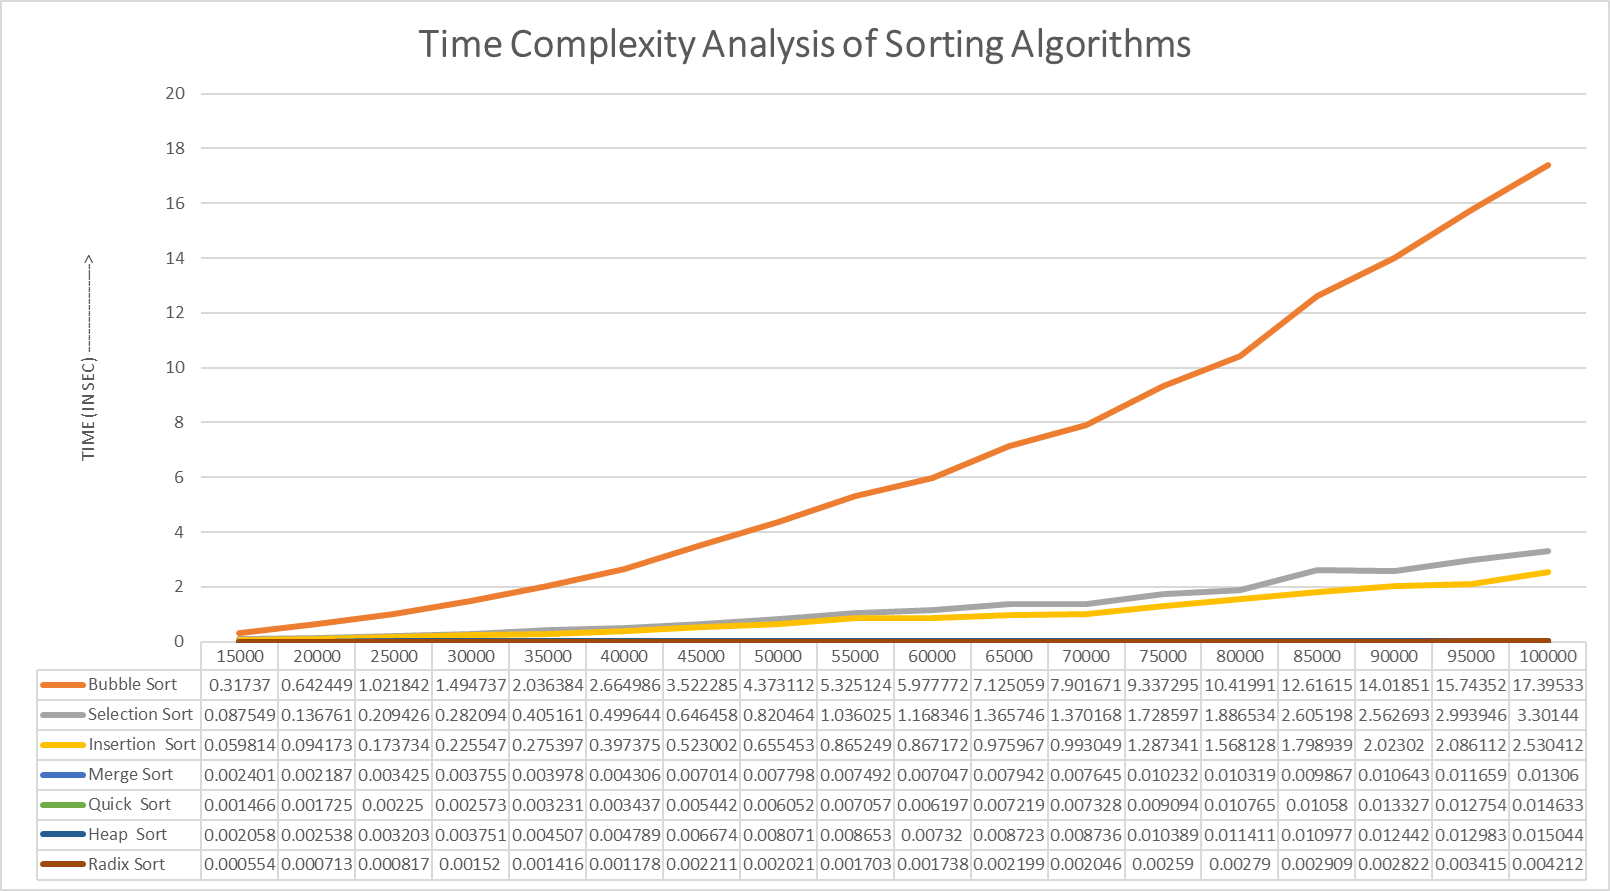 Time Complexity Analysis of Sorting Algorithms
20
18
16
14
12
10
8
6
4
2
0
TIME (IN SEC) ---------------->
15000 20000 25000 30000 35000 40000 45000 50000 55000 60000 65000 70000 75000 80000 85000 90000 95000 100000
Bubble Sort 0.31737 0.642449 1.021842 1.494737 2.036384 2.664986 3.522285 4.373112 5.325124 5.977772 7.125059 7.901671 9.337295 10.41991 12.61615 14.01851 15.74352 17.39533
Selection Sort 0.087549 0.136761 0.209426 0.282094 0.405161 0.499644 0.646458 0.820464 1.036025 1.168346 1.365746 1.370168 1.728597 1.886534 2.605198 2.562693 2.993946 3.30144
Insertion Sort 0.059814 0.094173 0.173734 0.225547 0.275397 0.397375 0.523002 0.655453 0.865249 0.867172 0.975967 0.993049 1.287341 1.568128 1.798939 2.02302 2.086112 2.530412
Merge Sort 0.002401 0.002187 0.003425 0.003755 0.003978 0.004306 0.007014 0.007798 0.007492 0.007047 0.007942 0.007645 0.010232 0.010319 0.009867 0.010643 0.011659 0.01306
Quick Sort 0.001466 0.001725 0.00225 0.002573 0.003231 0.003437 0.005442 0.006052 0.007057 0.006197 0.007219 0.007328 0.009094 0.010765 0.01058 0.013327 0.012754 0.014633
Heap Sort 0.002058 0.002538 0.003203 0.003751 0.004507 0.004789 0.006674 0.008071 0.008653 0.00732 0.008723 0.008736 0.010389 0.011411 0.010977 0.012442 0.012983 0.015044
Radix Sort 0.000554 0.000713 0.000817 0.00152 0.001416 0.001178 0.002211 0.002021 0.001703 0.001738 0.002199 0.002046 0.00259 0.00279 0.002909 0.002822 0.003415 0.004212